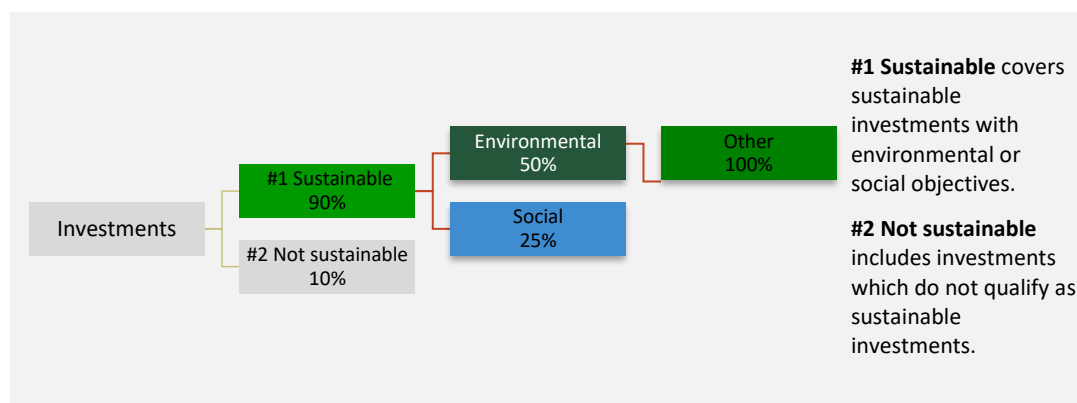 Investments
#1 Sustainable
90%
#2 Not sustainable
10%
Environmental
50%
Social
25%
Other
100%
#1 Sustainable covers
sustainable
investments with
environmental or
social objectives.
#2 Not sustainable
includes investments
which do not qualify as
sustainable
investments.